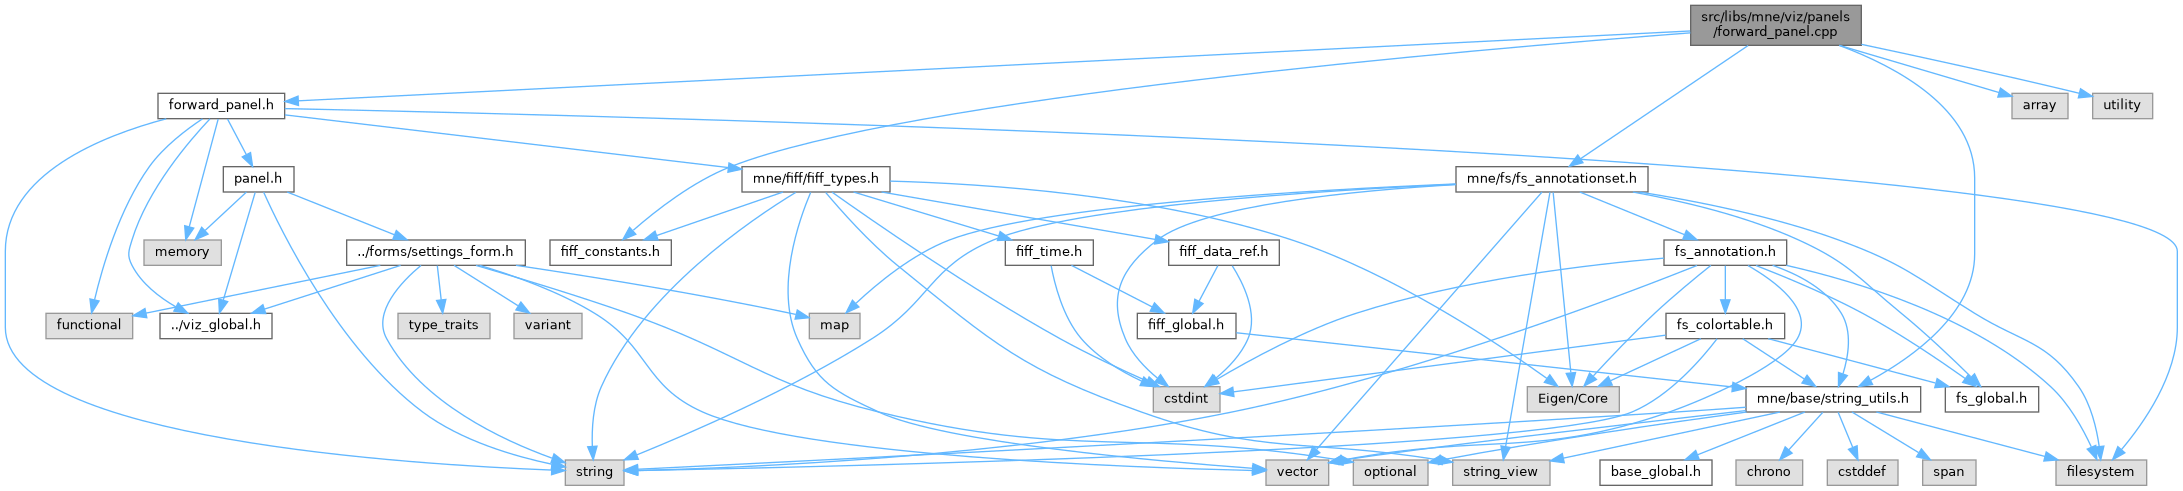 src/libs/mne/viz/panels
/forward_panel.cpp
forward_panel.h
array
utility
panel.h
mne/fiff/fiff_types.h
mne/fs/fs_annotationset.h
memory
../forms/settings_form.h
fiff_constants.h
fiff_time.h
fiff_data_ref.h
fs_annotation.h
functional
../viz_global.h
type_traits
variant
map
fiff_global.h
fs_colortable.h
cstdint
Eigen/Core
mne/base/string_utils.h
fs_global.h
string
vector
optional
string_view
base_global.h
chrono
cstddef
span
filesystem